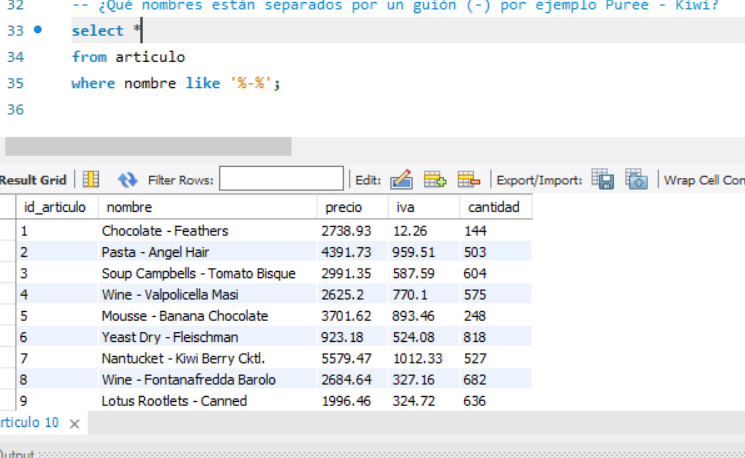 32 -- ¿Qué nombres están separados por un guión (-) por ejemplo Puree - Kiwi?
33 select *
34 from articulo
35 where nombre like '%-%';
36
Result Grid Filter Rows: Edit: Export/Import: Wrap Cell Con
id_articulo nombre precio iva cantidad
1 Chocolate - Feathers 2738.93 12.26 144
2 Pasta - Angel Hair 4391.73 959.51 503
3 Soup Campbells - Tomato Bisque 2991.35 587.59 604
4 Wine - Valpolicella Masi 2625.2 770.1 575
5 Mousse - Banana Chocolate 3701.62 893.46 248
6 Yeast Dry - Fleischman 923.18 524.08 818
7 Nantucket - Kiwi Berry Cktl. 5579.47 1012.33 527
8 Wine - Fontanafredda Barolo 2684.64 327.16 682
9 Lotus Rootlets - Canned 1996.46 324.72 636
rticulo 10
Output